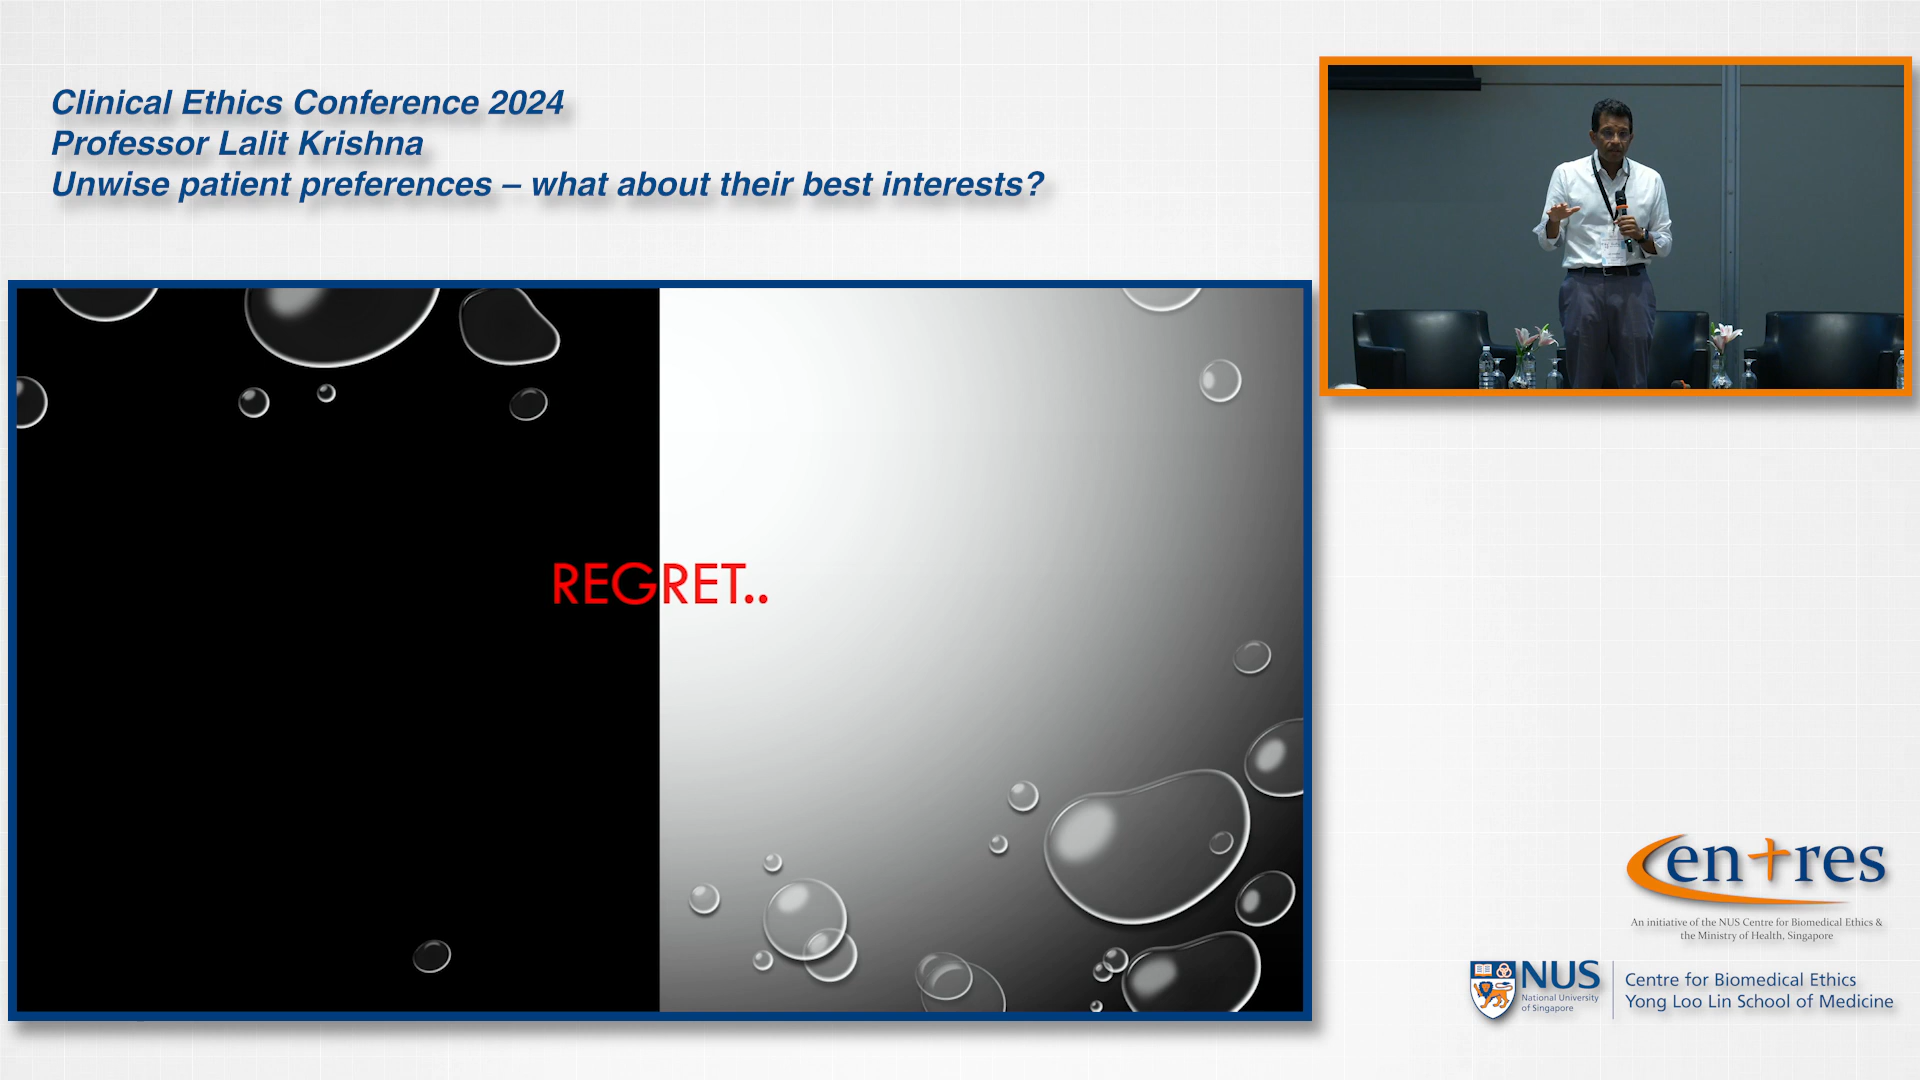 Clinical Ethics Conference 2024
Professor Lalit Krishna
Unwise patient preferences – what about their best interests?
REGRET..
Centres
An initiative of the NUS Centre for Biomedical Ethics &
the Ministry of Health, Singapore
NUS
National University
of Singapore
Centre for Biomedical Ethics
Yong Loo Lin School of Medicine